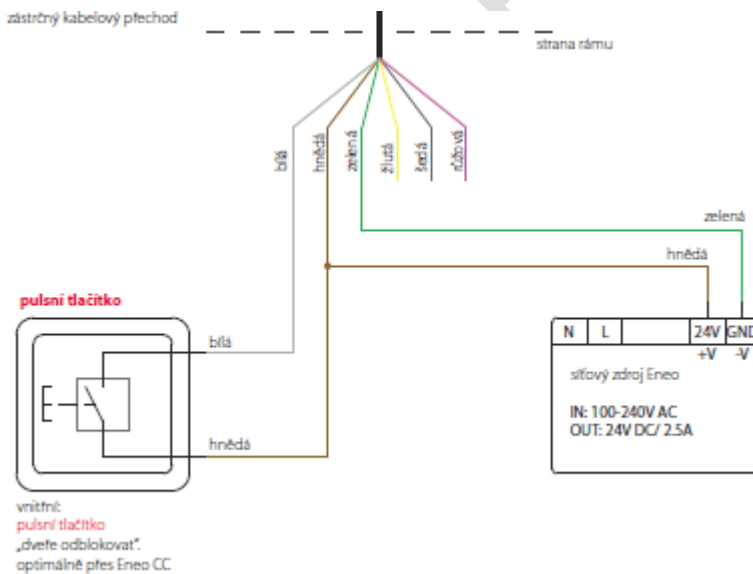 zástrčný kabelový přechod
strana rámu
bílá
hnědá
zelená
žlutá
šedá
růžová
zelená
hnědá
pulsní tlačítko
bílá
hnědá
N L 24V GND
+V -V
síťový zdroj Eneo
IN: 100-240V AC
OUT: 24V DC/ 2.5A
vnitřní:
pulsní tlačítko
„dveře odblokovat“.
optimálně přes Eneo CC